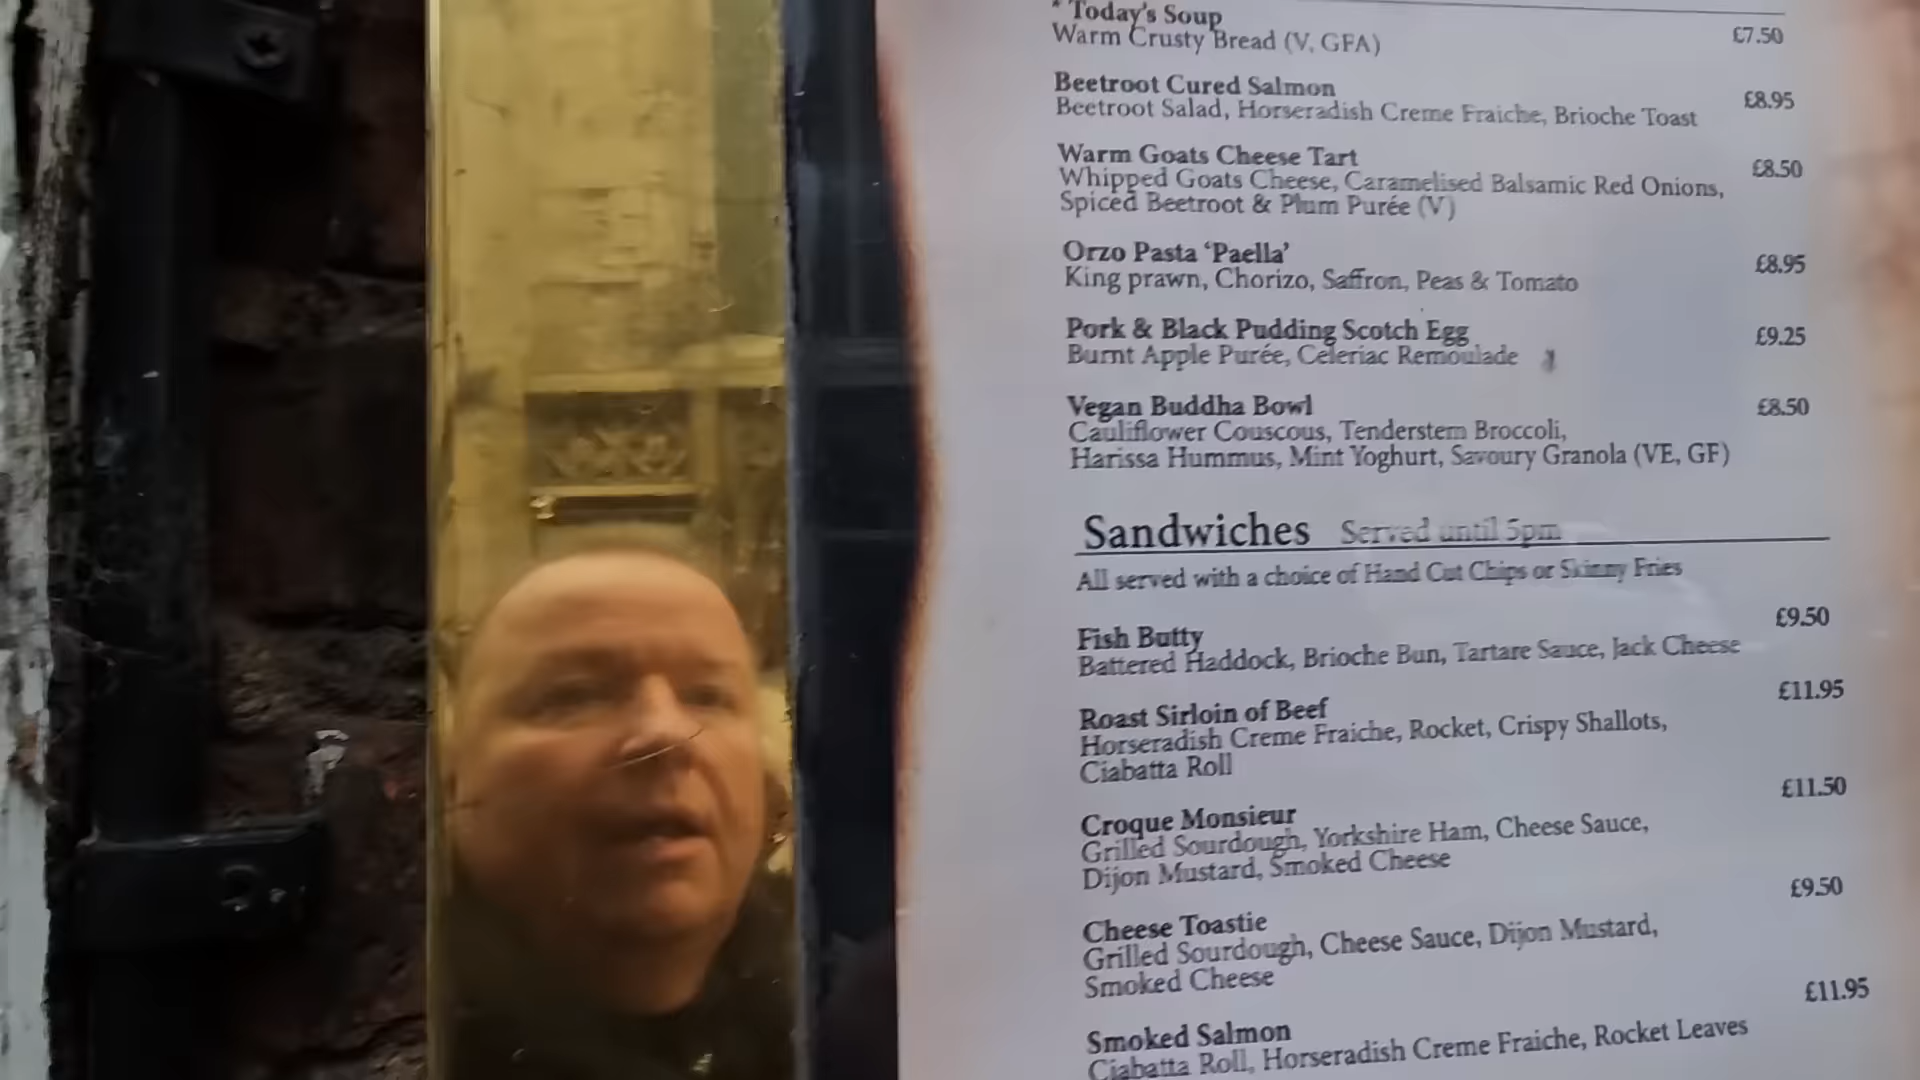 * Today's Soup
Warm Crusty Bread (V, GFA) £7.50
Beetroot Cured Salmon
Beetroot Salad, Horseradish Creme Fraiche, Brioche Toast £8.95
Warm Goats Cheese Tart £8.50
Whipped Goats Cheese, Caramelised Balsamic Red Onions,
Spiced Beetroot & Plum Purée (V)
Orzo Pasta ‘Paella’ £8.95
King prawn, Chorizo, Saffron, Peas & Tomato
Pork & Black Pudding Scotch Egg £9.25
Burnt Apple Purée, Celeriac Remoulade
Vegan Buddha Bowl £8.50
Cauliflower Couscous, Tenderstem Broccoli,
Harissa Hummus, Mint Yoghurt, Savoury Granola (VE, GF)
Sandwiches Served until 5pm
All served with a choice of Hand Cut Chips or Skinny Fries
Fish Butty £9.50
Battered Haddock, Brioche Bun, Tartare Sauce, Jack Cheese
Roast Sirloin of Beef £11.95
Horseradish Creme Fraiche, Rocket, Crispy Shallots,
Ciabatta Roll
Croque Monsieur £11.50
Grilled Sourdough, Yorkshire Ham, Cheese Sauce,
Dijon Mustard, Smoked Cheese
Cheese Toastie £9.50
Grilled Sourdough, Cheese Sauce, Dijon Mustard,
Smoked Cheese
Smoked Salmon £11.95
Ciabatta Roll, Horseradish Creme Fraiche, Rocket Leaves